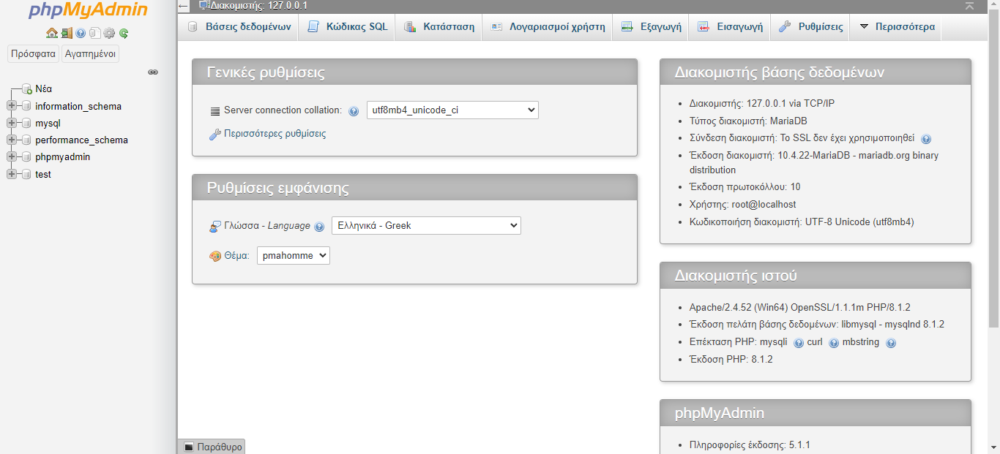 phpMyAdmin
Πρόσφατα Αγαπημένοι
Νέα
information_schema
mysql
performance_schema
phpmyadmin
test
Διακομιστής: 127.0.0.1
Βάσεις δεδομένων Κώδικας SQL Κατάσταση Λογαριασμοί χρήστη Εξαγωγή Εισαγωγή Ρυθμίσεις Περισσότερα
Γενικές ρυθμίσεις
Server connection collation: utf8mb4_unicode_ci
Περισσότερες ρυθμίσεις
Ρυθμίσεις εμφάνισης
Γλώσσα - Language Ελληνικά - Greek
Θέμα: pmahomme
Διακομιστής βάσης δεδομένων
Διακομιστής: 127.0.0.1 via TCP/IP
Τύπος διακομιστή: MariaDB
Σύνδεση διακομιστή: Το SSL δεν έχει χρησιμοποιηθεί
Έκδοση διακομιστή: 10.4.22-MariaDB - mariadb.org binary
distribution
Έκδοση πρωτοκόλλου: 10
Χρήστης: root@localhost
Κωδικοποιήση διακομιστή: UTF-8 Unicode (utf8mb4)
Διακομιστής ιστού
Apache/2.4.52 (Win64) OpenSSL/1.1.1m PHP/8.1.2
Έκδοση πελάτη βάσης δεδομένων: libmysql - mysqlnd 8.1.2
Επέκταση PHP: mysqli curl mbstring
Έκδοση PHP: 8.1.2
phpMyAdmin
Πληροφορίες έκδοσης: 5.1.1
Παράθυρο